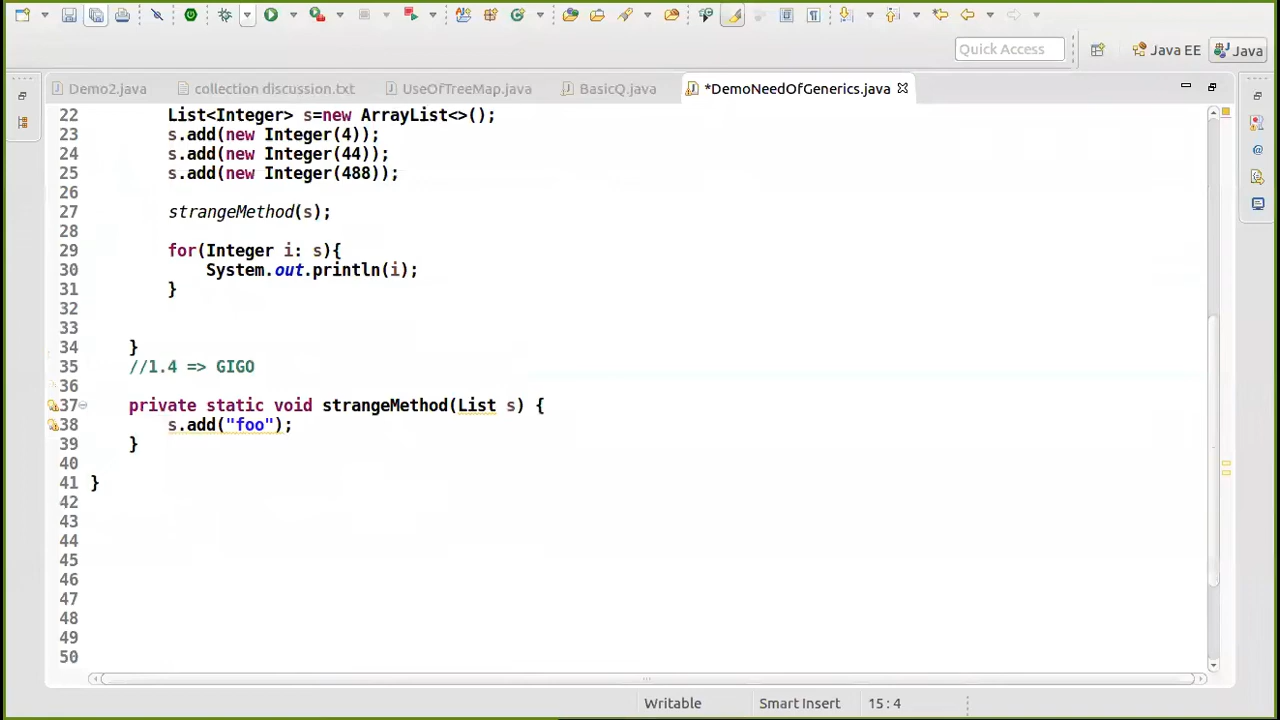 Quick Access
Java EE
Java
Demo2.java
collection discussion.txt
UseOfTreeMap.java
BasicQ.java
*DemoNeedOfGenerics.java
22 List<Integer> s=new ArrayList<>();
23 s.add(new Integer(4));
24 s.add(new Integer(44));
25 s.add(new Integer(488));
26
27 strangeMethod(s);
28
29 for(Integer i: s){
30 System.out.println(i);
31 }
32
33
34 }
35 //1.4 => GIGO
36
37 private static void strangeMethod(List s) {
38 s.add("foo");
39 }
40
41 }
42
43
44
45
46
47
48
49
50
Writable
Smart Insert
15 : 4